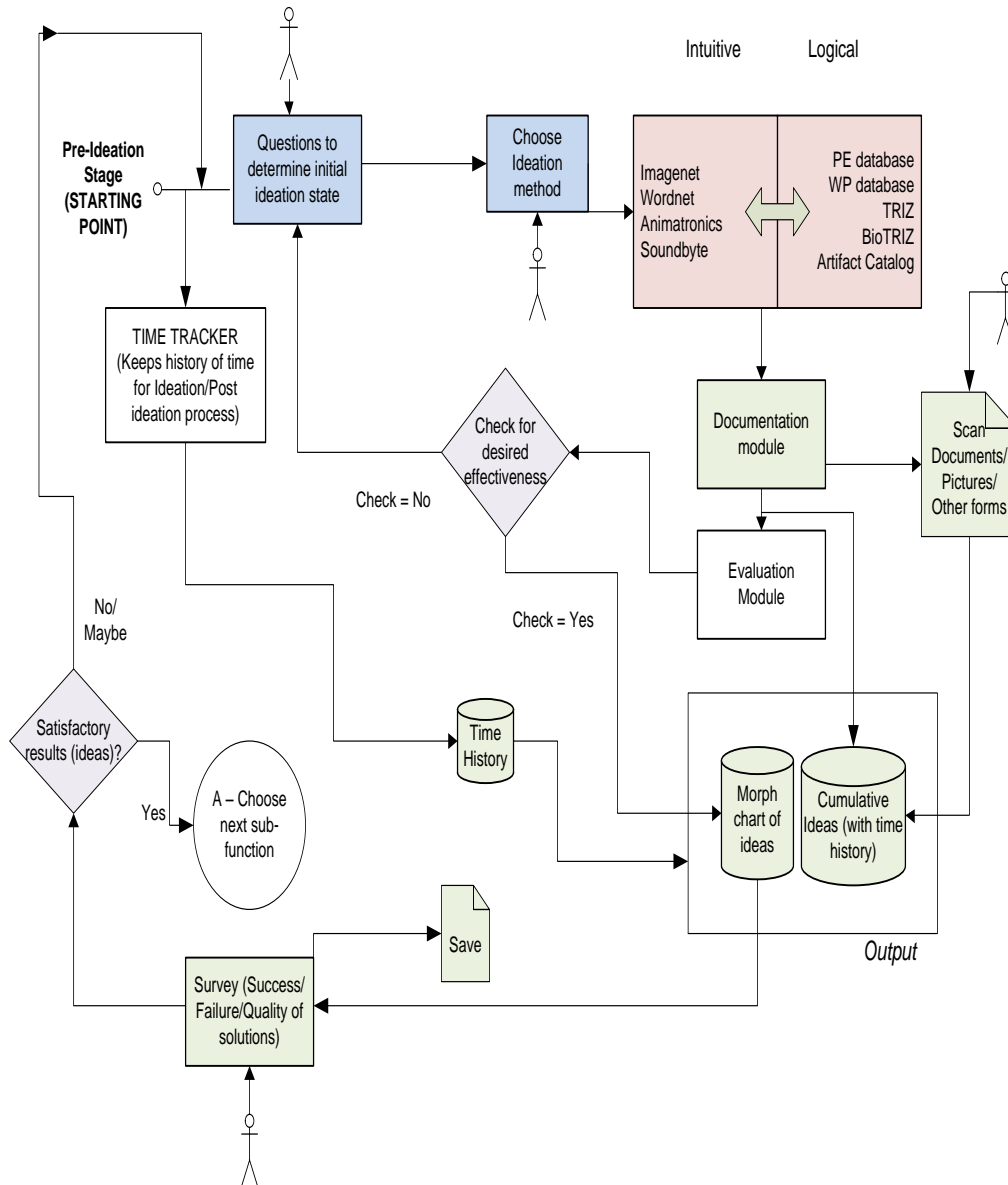 Intuitive
Logical
Pre-Ideation
Stage
(STARTING
POINT)
Questions to
determine initial
ideation state
Choose
Ideation
method
Imagenet
Wordnet
Animatronics
Soundbyte
PE database
WP database
TRIZ
BioTRIZ
Artifact Catalog
TIME TRACKER
(Keeps history of time
for Ideation/Post
ideation process)
Check for
desired
effectiveness
Documentation
module
Scan
Documents/
Pictures/
Other forms
Check = No
Evaluation
Module
Check = Yes
No/
Maybe
Satisfactory
results (ideas)?
Yes
A – Choose
next sub-
function
Time
History
Morph
chart of
ideas
Cumulative
Ideas (with time
history)
Output
Save
Survey (Success/
Failure/Quality of
solutions)